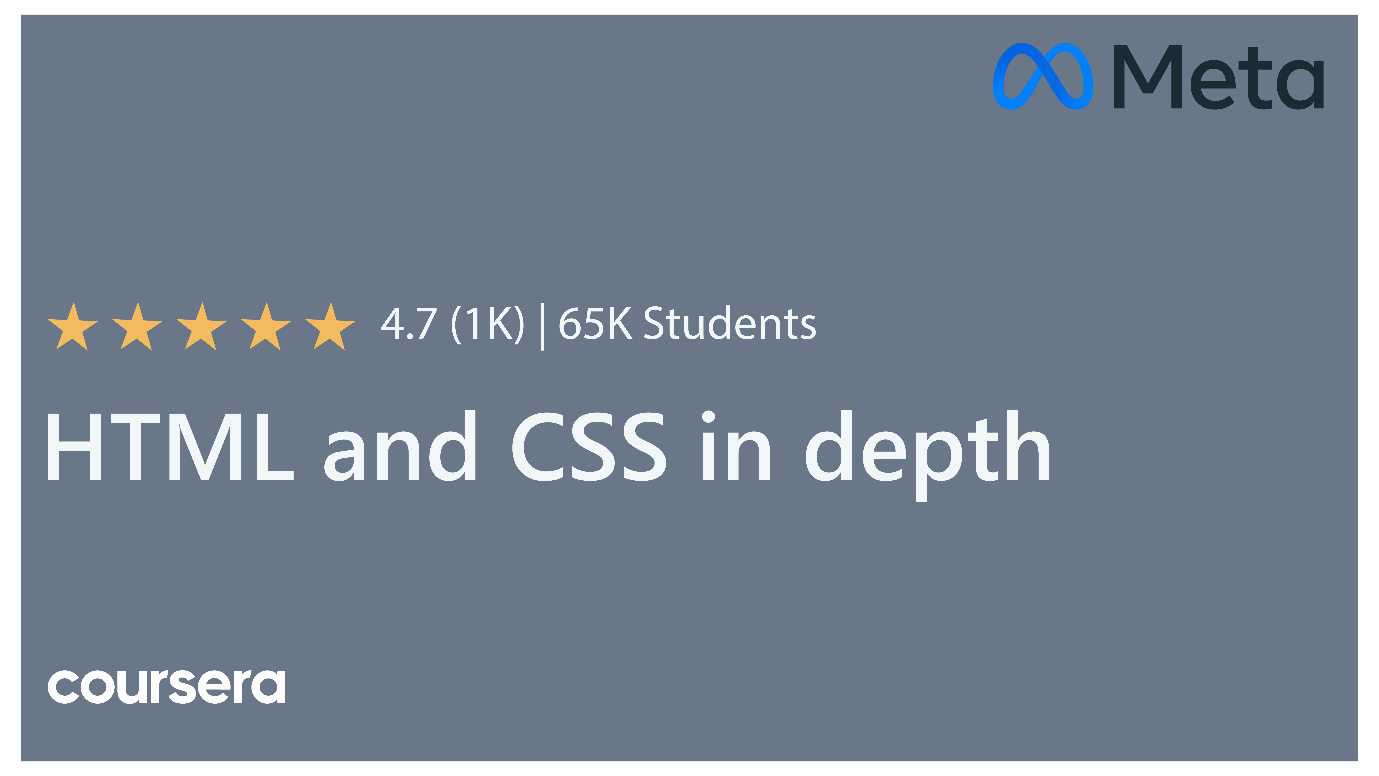 Meta
4.7 (1K) | 65K Students
HTML and CSS in depth
coursera